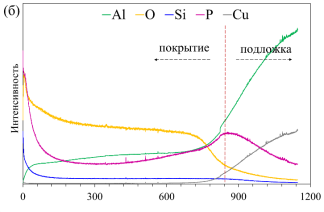 (б)
Al O Si P Cu
покрытие подложка
Интенсивность
0 300 600 900 1200